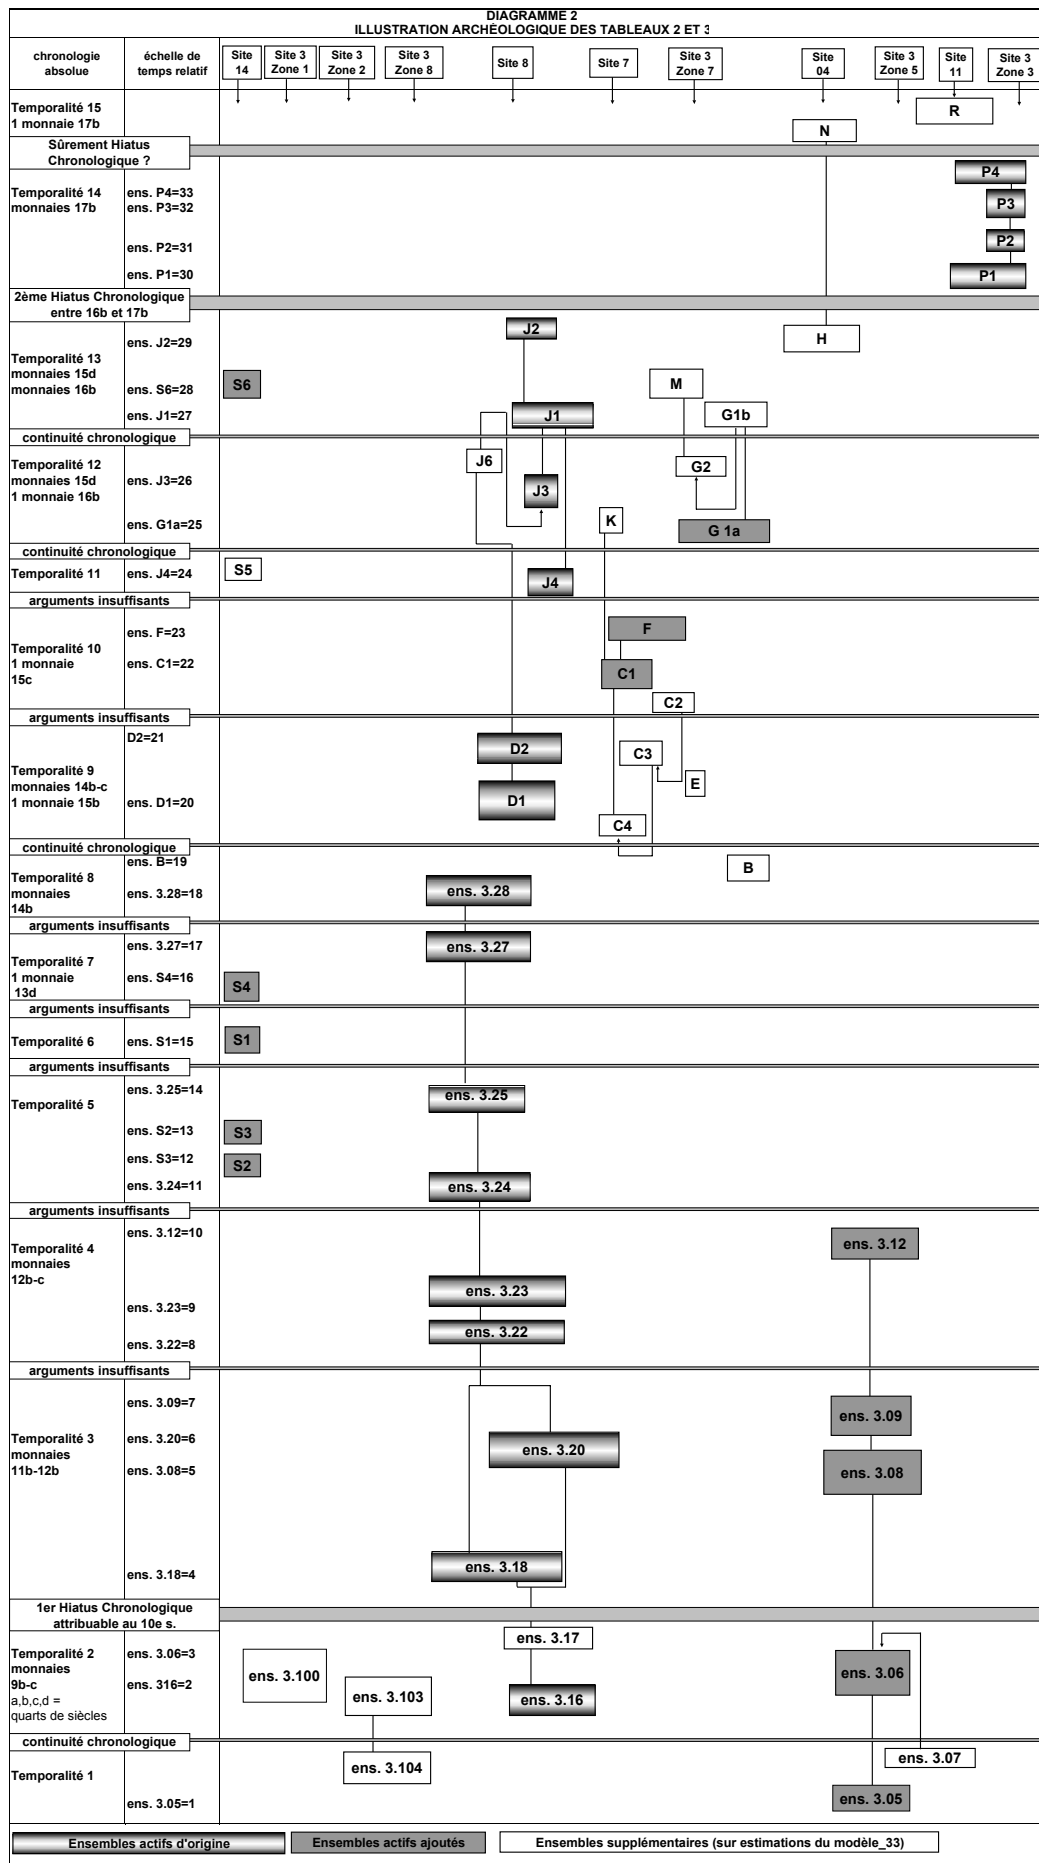 DIAGRAMME 2
ILLUSTRATION ARCHÉOLOGIQUE DES TABLEAUX 2 ET 3
chronologie absolue
échelle de temps relatif
Site 14
Site 3 Zone 1
Site 3 Zone 2
Site 3 Zone 8
Site 8
Site 7
Site 3 Zone 7
Site 04
Site 3 Zone 5
Site 11
Site 3 Zone 3
Temporalité 15
1 monnaie 17b
R
N
Sûrement Hiatus
Chronologique ?
Temporalité 14
monnaies 17b
ens. P4=33
ens. P3=32
ens. P2=31
ens. P1=30
P4
P3
P2
P1
2ème Hiatus Chronologique
entre 16b et 17b
Temporalité 13
monnaies 15d
monnaies 16b
ens. J2=29
ens. S6=28
ens. J1=27
J2
H
S6
M
J1
G1b
continuité chronologique
Temporalité 12
monnaies 15d
1 monnaie 16b
ens. J3=26
ens. G1a=25
J6
G2
J3
K
G 1a
continuité chronologique
Temporalité 11
ens. J4=24
S5
J4
arguments insuffisants
Temporalité 10
1 monnaie
15c
ens. F=23
ens. C1=22
F
C1
C2
arguments insuffisants
Temporalité 9
monnaies 14b-c
1 monnaie 15b
D2=21
ens. D1=20
D2
C3
E
D1
C4
continuité chronologique
Temporalité 8
monnaies
14b
ens. B=19
ens. 3.28=18
B
ens. 3.28
arguments insuffisants
Temporalité 7
1 monnaie
13d
ens. 3.27=17
ens. S4=16
ens. 3.27
S4
arguments insuffisants
Temporalité 6
ens. S1=15
S1
arguments insuffisants
Temporalité 5
ens. 3.25=14
ens. S2=13
ens. S3=12
ens. 3.24=11
ens. 3.25
S3
S2
ens. 3.24
arguments insuffisants
Temporalité 4
monnaies
12b-c
ens. 3.12=10
ens. 3.23=9
ens. 3.22=8
ens. 3.12
ens. 3.23
ens. 3.22
arguments insuffisants
Temporalité 3
monnaies
11b-12b
ens. 3.09=7
ens. 3.20=6
ens. 3.08=5
ens. 3.18=4
ens. 3.09
ens. 3.20
ens. 3.08
ens. 3.18
1er Hiatus Chronologique
attribuable au 10e s.
Temporalité 2
monnaies
9b-c
a,b,c,d =
quarts de siècles
ens. 3.06=3
ens. 316=2
ens. 3.17
ens. 3.100
ens. 3.06
ens. 3.103
ens. 3.16
continuité chronologique
Temporalité 1
ens. 3.05=1
ens. 3.07
ens. 3.104
ens. 3.05
Ensembles actifs d'origine
Ensembles actifs ajoutés
Ensembles supplémentaires (sur estimations du modèle_33)